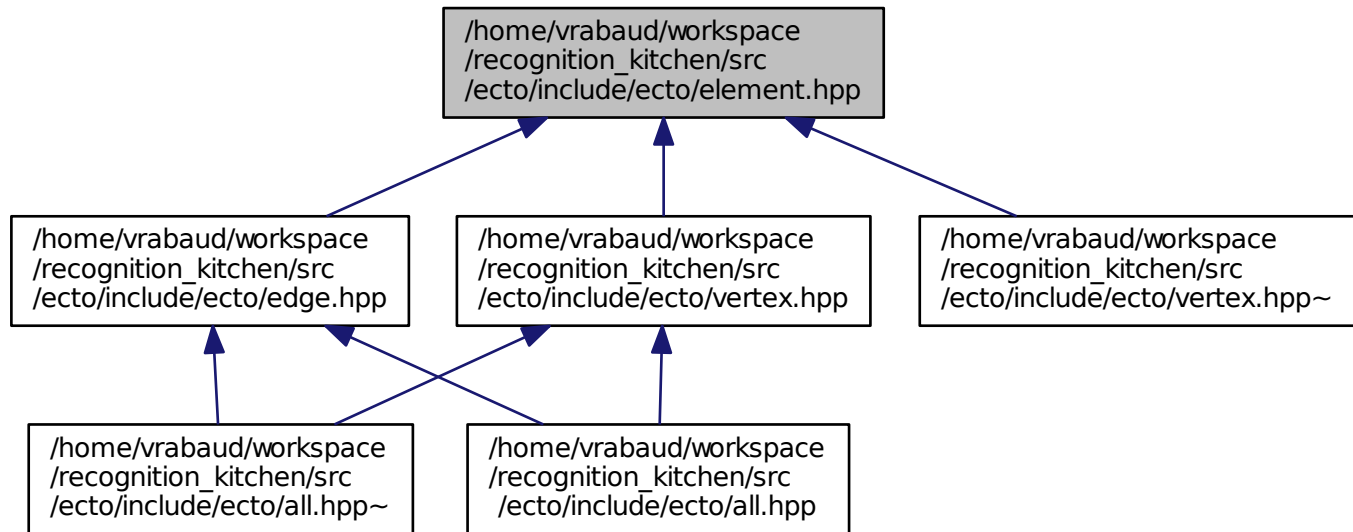 /home/vrabaud/workspace
/recognition_kitchen/src
/ecto/include/ecto/element.hpp
/home/vrabaud/workspace
/recognition_kitchen/src
/ecto/include/ecto/edge.hpp
/home/vrabaud/workspace
/recognition_kitchen/src
/ecto/include/ecto/vertex.hpp
/home/vrabaud/workspace
/recognition_kitchen/src
/ecto/include/ecto/vertex.hpp~
/home/vrabaud/workspace
/recognition_kitchen/src
/ecto/include/ecto/all.hpp~
/home/vrabaud/workspace
/recognition_kitchen/src
/ecto/include/ecto/all.hpp